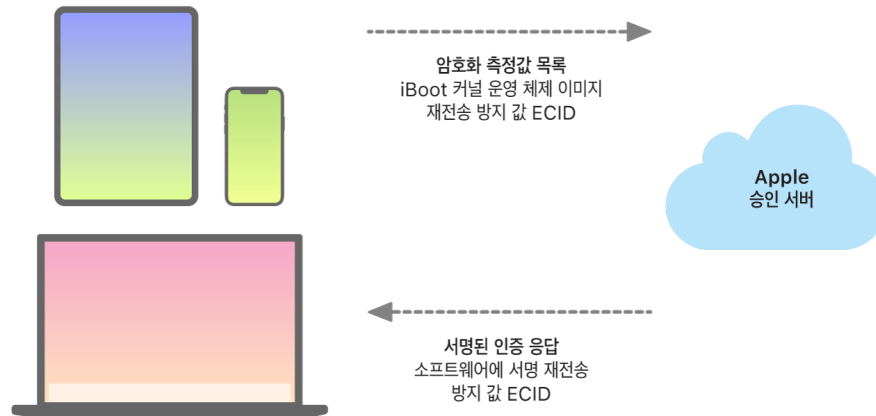 암호화 측정값 목록
iBoot 커널 운영 체제 이미지
재전송 방지 값 ECID
Apple
승인 서버
서명된 인증 응답
소프트웨어에 서명 재전송
방지 값 ECID